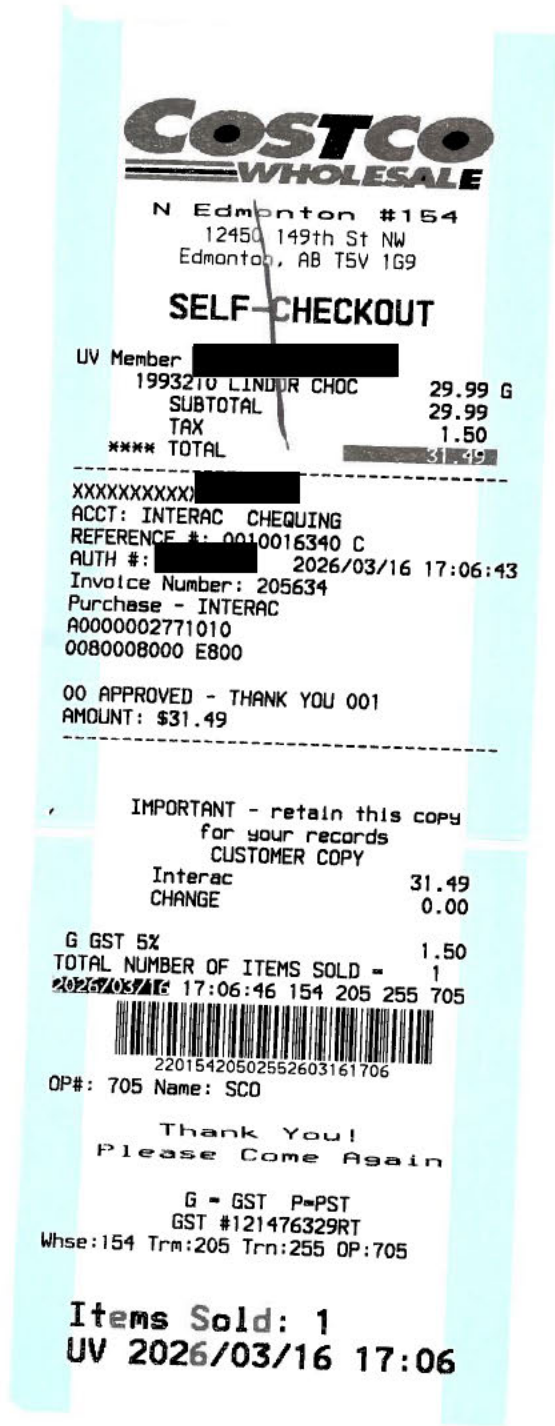 COSTCO
WHOLESALE
N Edmonton #154
12450 149th St NW
Edmonton, AB T5V 1G9
SELF-CHECKOUT
UV Member
1993210 LINDOR CHOC 29.99 G
SUBTOTAL 29.99
TAX 1.50
**** TOTAL 31.49
XXXXXXXXXXX
ACCT: INTERAC CHEQUING
REFERENCE #: 0010016340 C
AUTH #: 2026/03/16 17:06:43
Invoice Number: 205634
Purchase - INTERAC
A0000002771010
0080008000 E800
00 APPROVED - THANK YOU 001
AMOUNT: $31.49
IMPORTANT - retain this copy
for your records
CUSTOMER COPY
Interac 31.49
CHANGE 0.00
G GST 5% 1.50
TOTAL NUMBER OF ITEMS SOLD = 1
2026/03/16 17:06:46 154 205 255 705
22015420502552603161706
OP#: 705 Name: SCO
Thank You!
Please Come Again
G = GST P=PST
GST #121476329RT
Whse:154 Trm:205 Trn:255 OP:705
Items Sold: 1
UV 2026/03/16 17:06